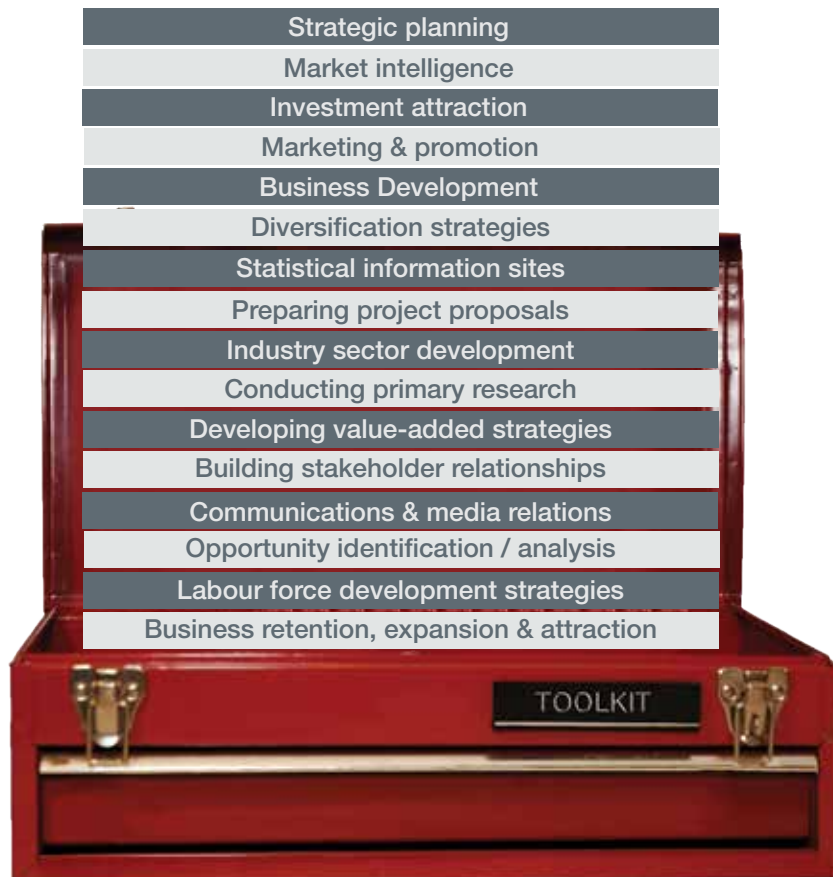 Strategic planning
Market intelligence
Investment attraction
Marketing & promotion
Business Development
Diversification strategies
Statistical information sites
Preparing project proposals
Industry sector development
Conducting primary research
Developing value-added strategies
Building stakeholder relationships
Communications & media relations
Opportunity identification / analysis
Labour force development strategies
Business retention, expansion & attraction
TOOLKIT